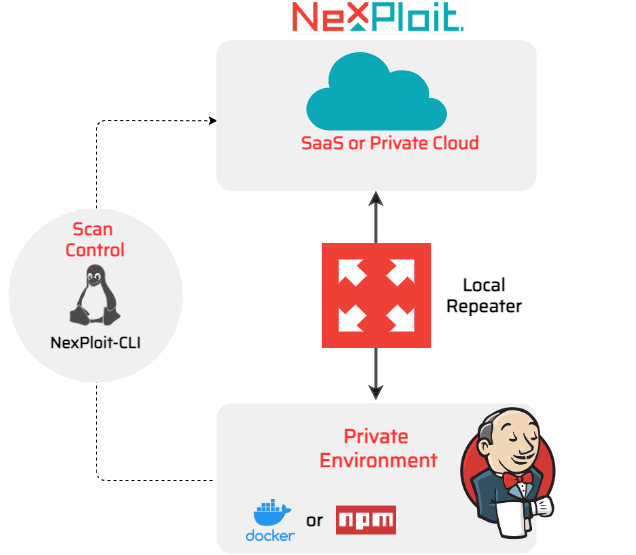 NeXPloit.
SaaS or Private Cloud
Scan
Control
NexPloit-CLI
Local
Repeater
Private
Environment
docker
or
npm